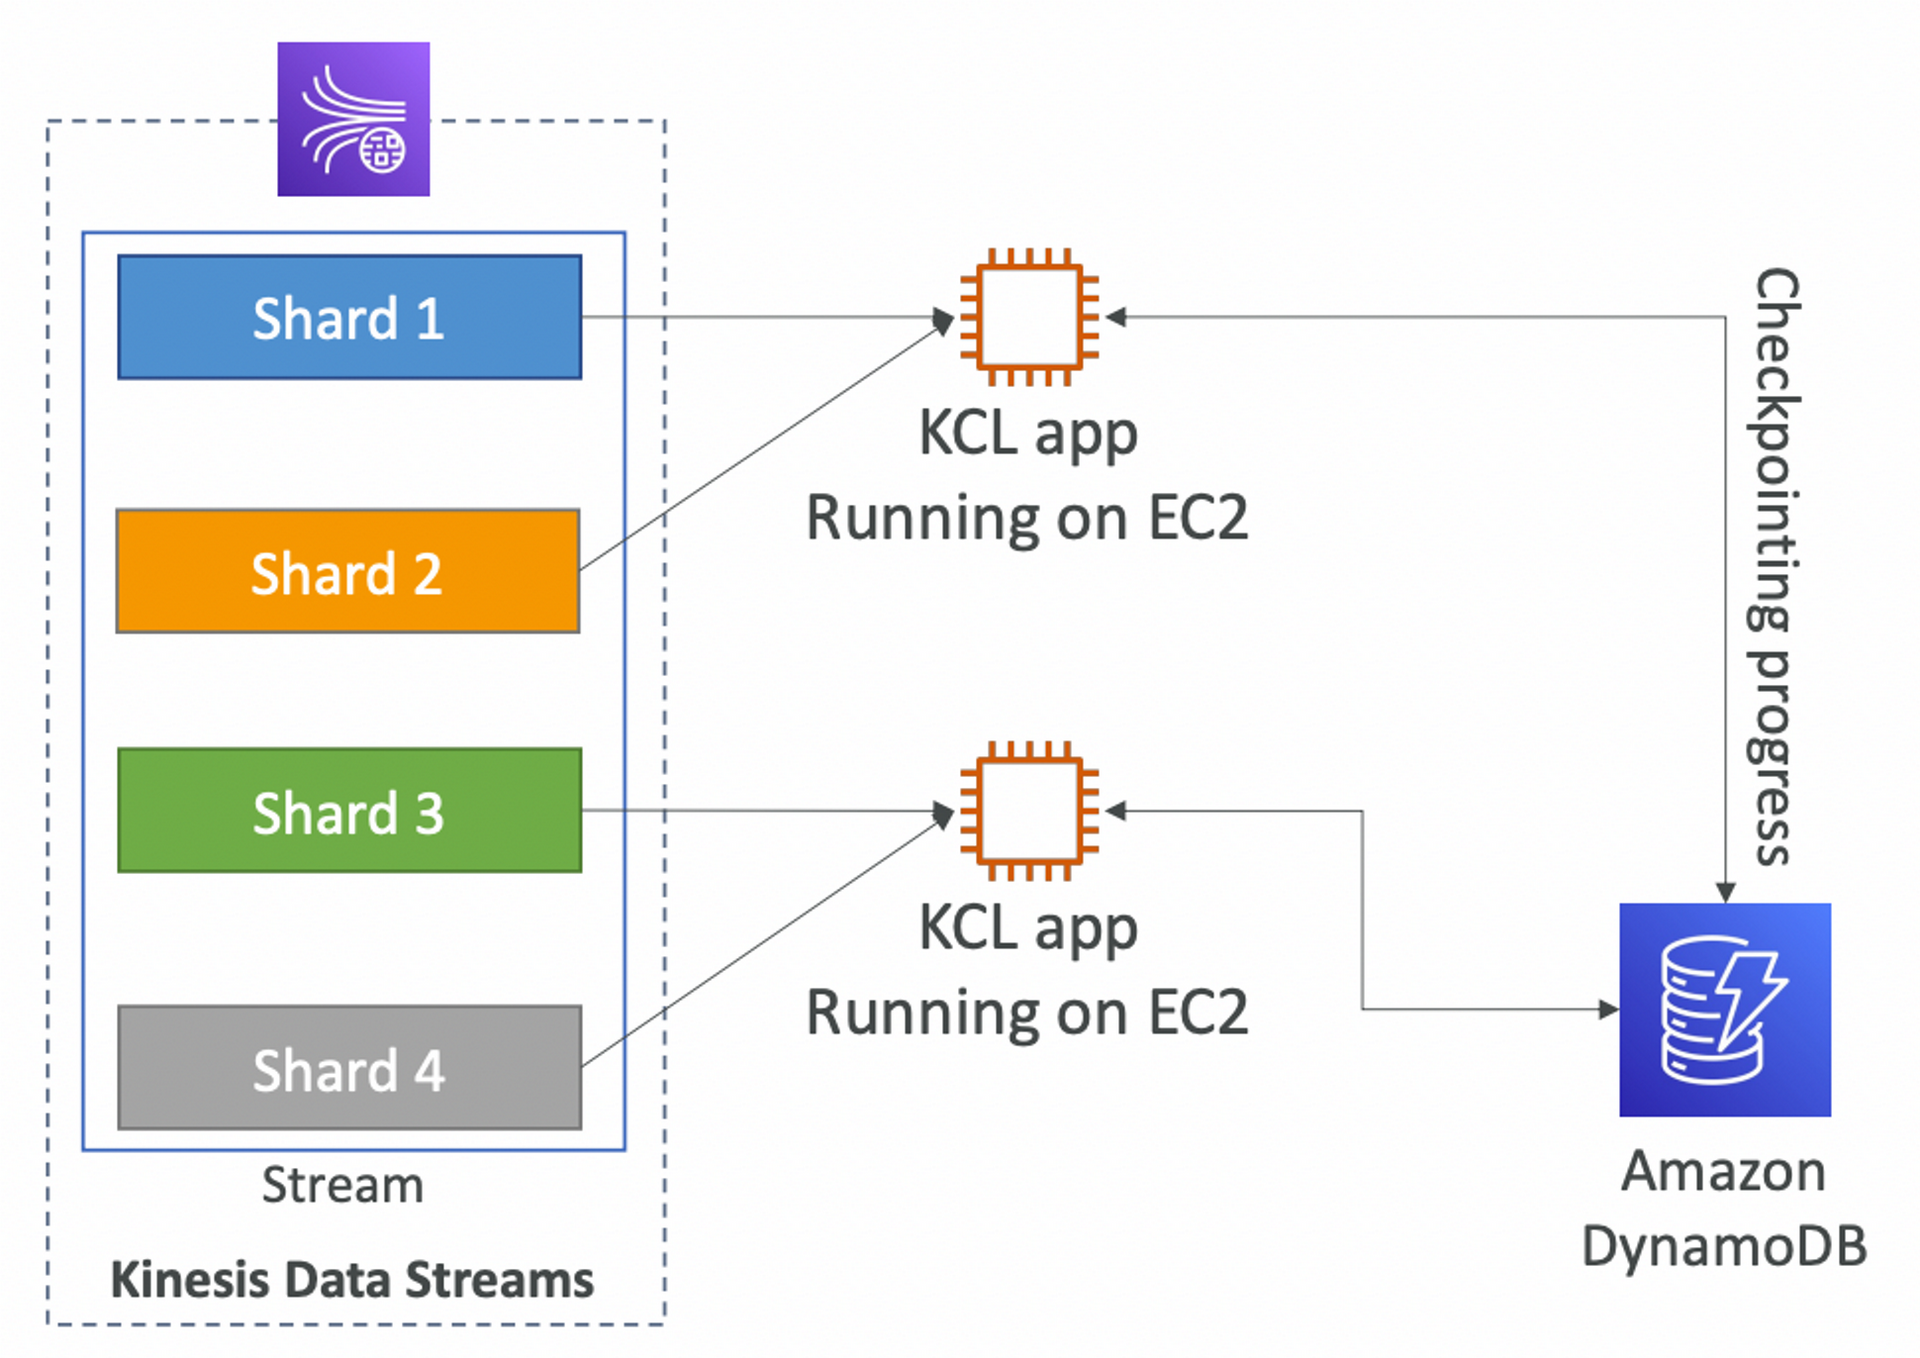 Shard 1
Shard 2
Shard 3
Shard 4
Stream
Kinesis Data Streams
KCL app
Running on EC2
KCL app
Running on EC2
Checkpointing progress
Amazon
DynamoDB